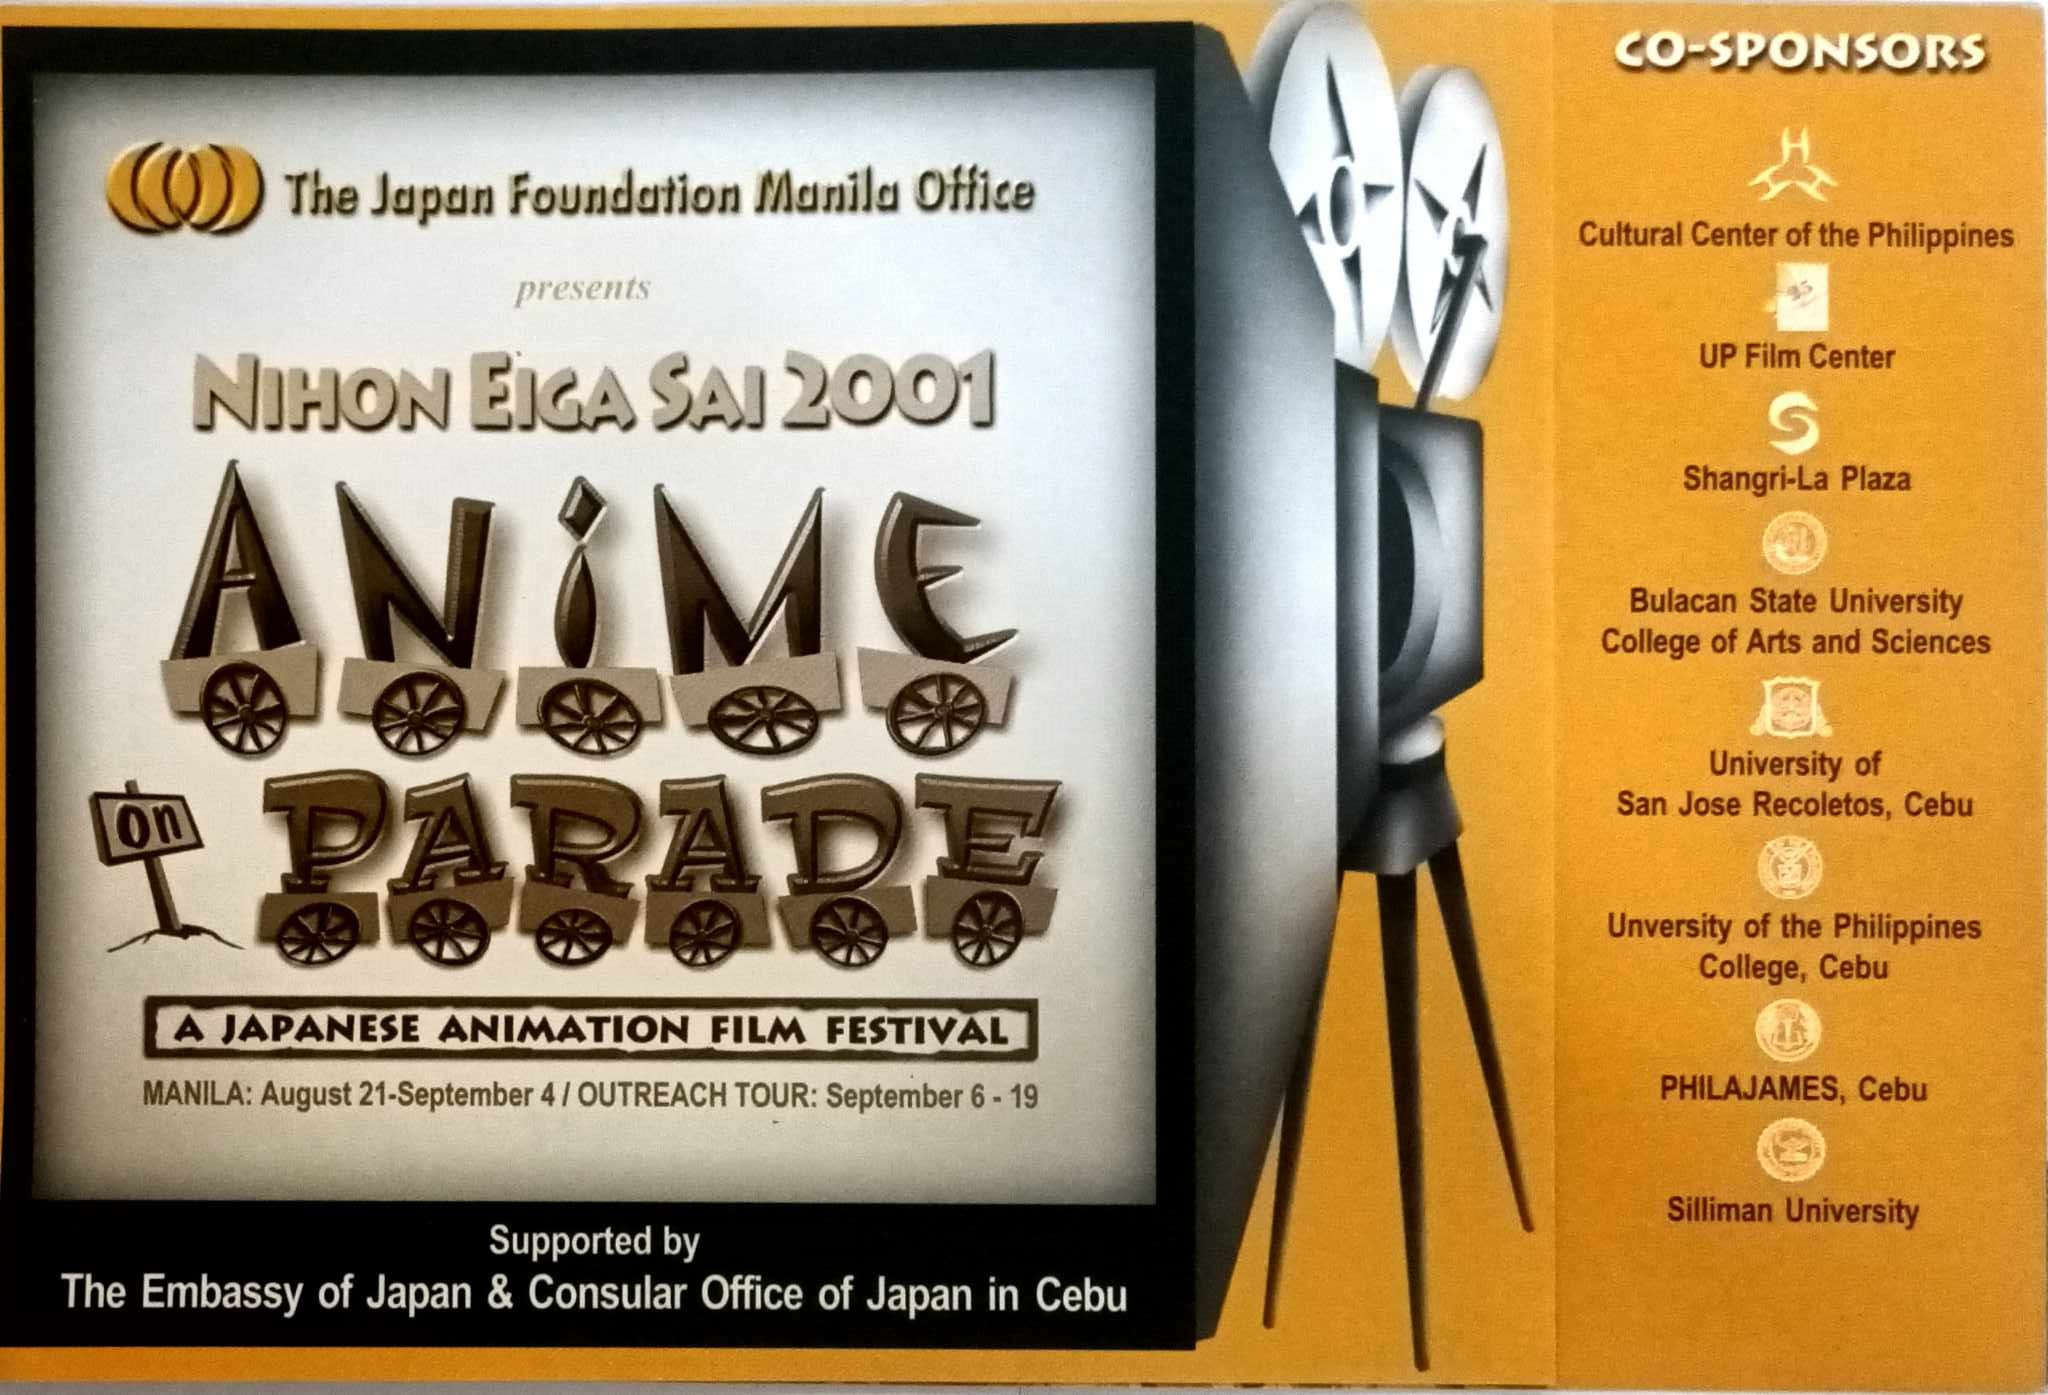 The Japan Foundation Manila Office
presents
NIHON EIGA SAI 2001
ANiME
on PARADE
A JAPANESE ANIMATION FILM FESTIVAL
MANILA: August 21-September 4 / OUTREACH TOUR: September 6 - 19
Supported by
The Embassy of Japan & Consular Office of Japan in Cebu
CO-SPONSORS
Cultural Center of the Philippines
UP Film Center
Shangri-La Plaza
Bulacan State University
College of Arts and Sciences
University of
San Jose Recoletos, Cebu
Unversity of the Philippines
College, Cebu
PHILAJAMES, Cebu
Silliman University